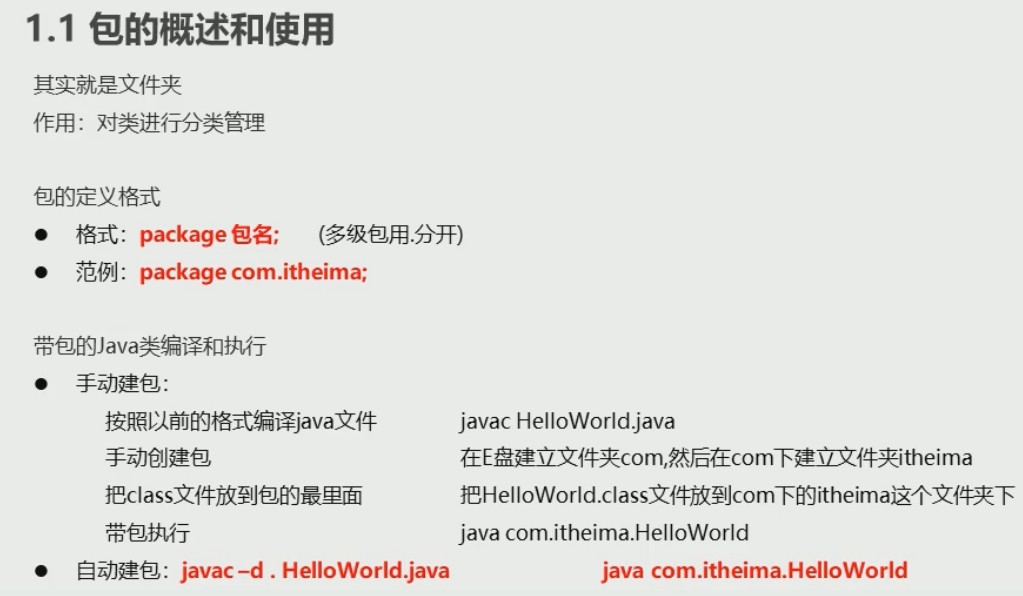 1.1 包的概述和使用
其实就是文件夹
作用：对类进行分类管理
包的定义格式
● 格式：package 包名; (多级包用.分开)
● 范例：package com.itheima;
带包的Java类编译和执行
● 手动建包：
按照以前的格式编译java文件 javac HelloWorld.java
手动创建包 在E盘建立文件夹com,然后在com下建立文件夹itheima
把class文件放到包的最里面 把HelloWorld.class文件放到com下的itheima这个文件夹下
带包执行 java com.itheima.HelloWorld
● 自动建包：javac –d . HelloWorld.java java com.itheima.HelloWorld